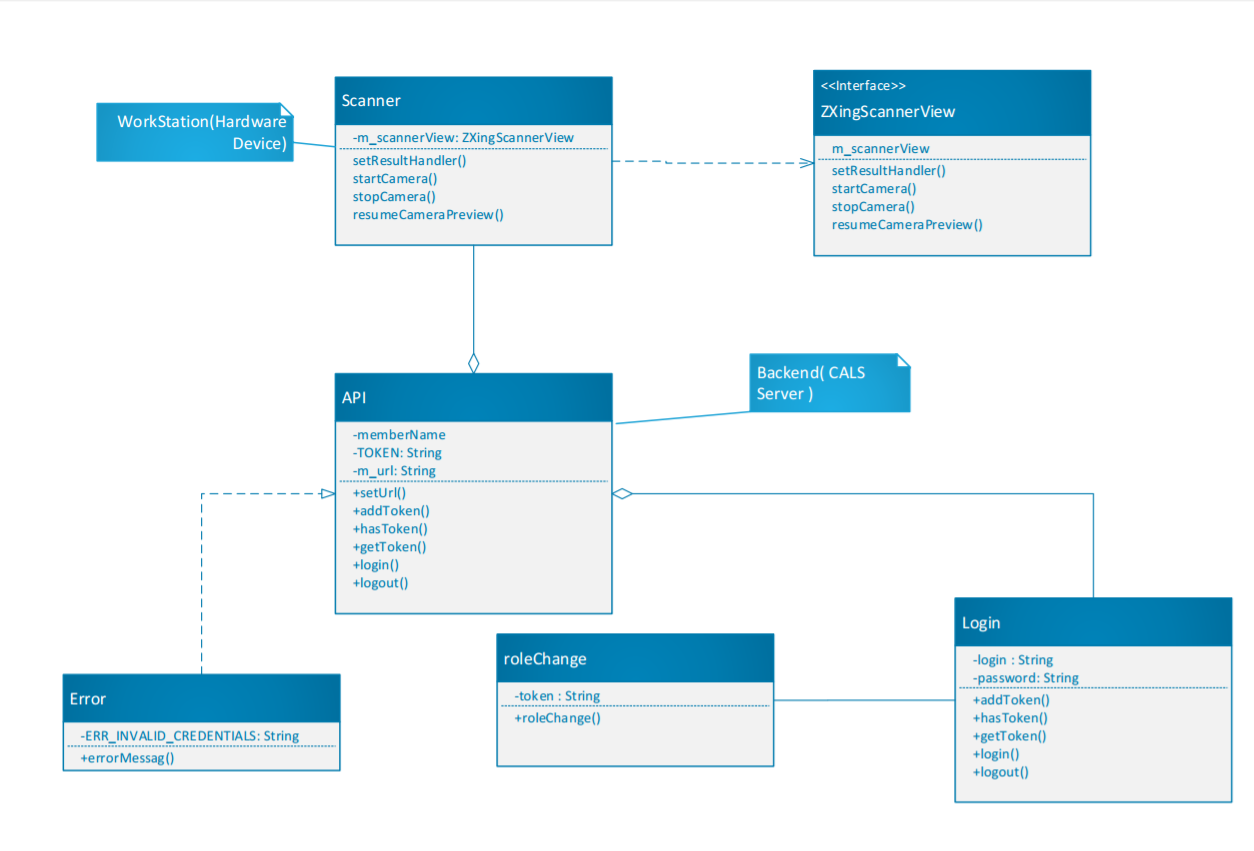 WorkStation(Hardware
Device)
Scanner
-m_scannerView: ZXingScannerView
setResultHandler()
startCamera()
stopCamera()
resumeCameraPreview()
<<Interface>>
ZXingScannerView
m_scannerView
setResultHandler()
startCamera()
stopCamera()
resumeCameraPreview()
API
-memberName
-TOKEN: String
-m_url: String
+setUrl()
+addToken()
+hasToken()
+getToken()
+login()
+logout()
Backend( CALS
Server )
Error
-ERR_INVALID_CREDENTIALS: String
+errorMessag()
roleChange
-token : String
+roleChange()
Login
-login : String
-password: String
+addToken()
+hasToken()
+getToken()
+login()
+logout()